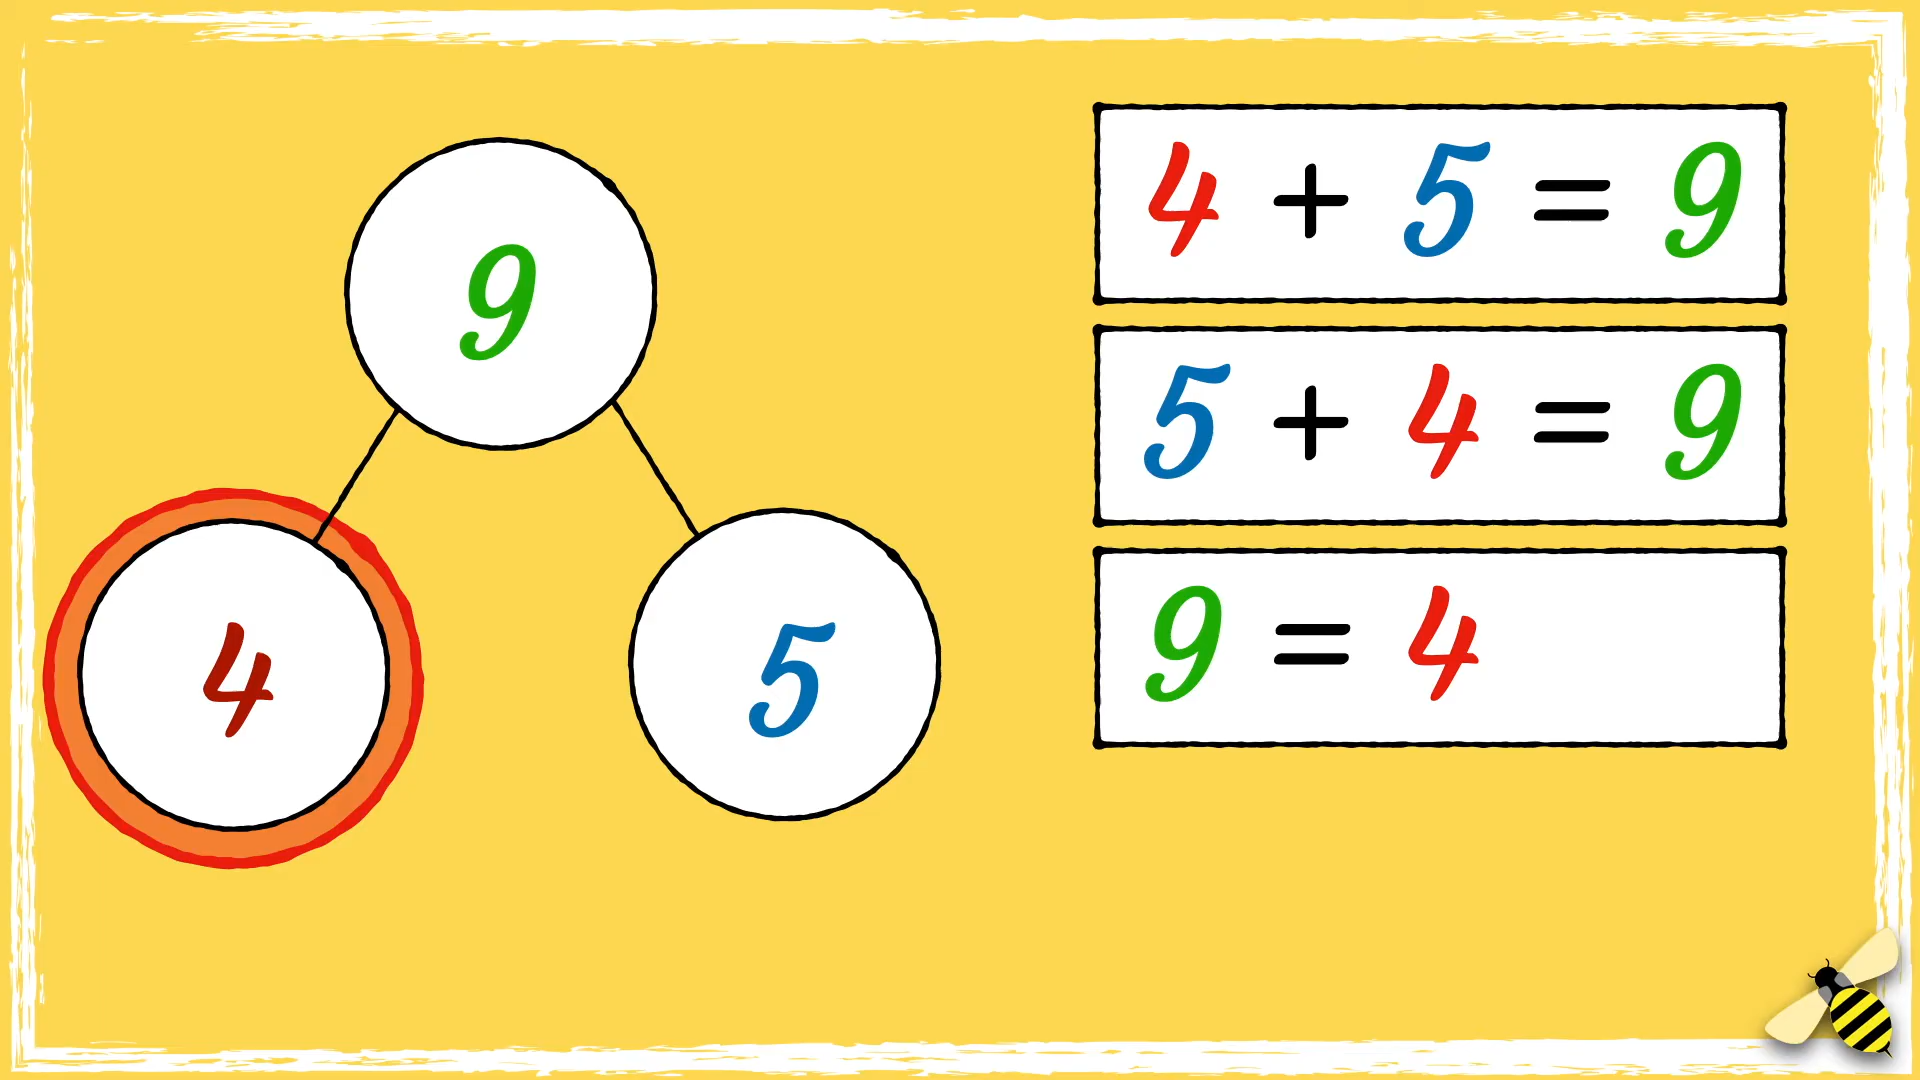 9
4
5
4 + 5 = 9
5 + 4 = 9
9 = 4